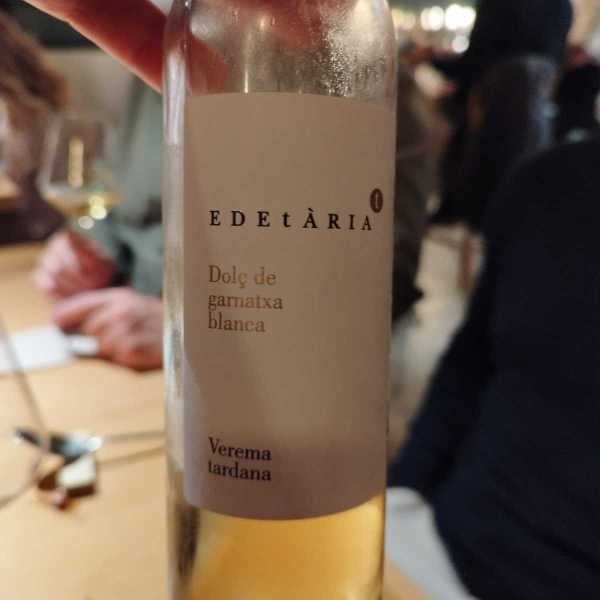 EDEtÀRIA
Dolç de
garnatxa
blanca
Verema
tardana